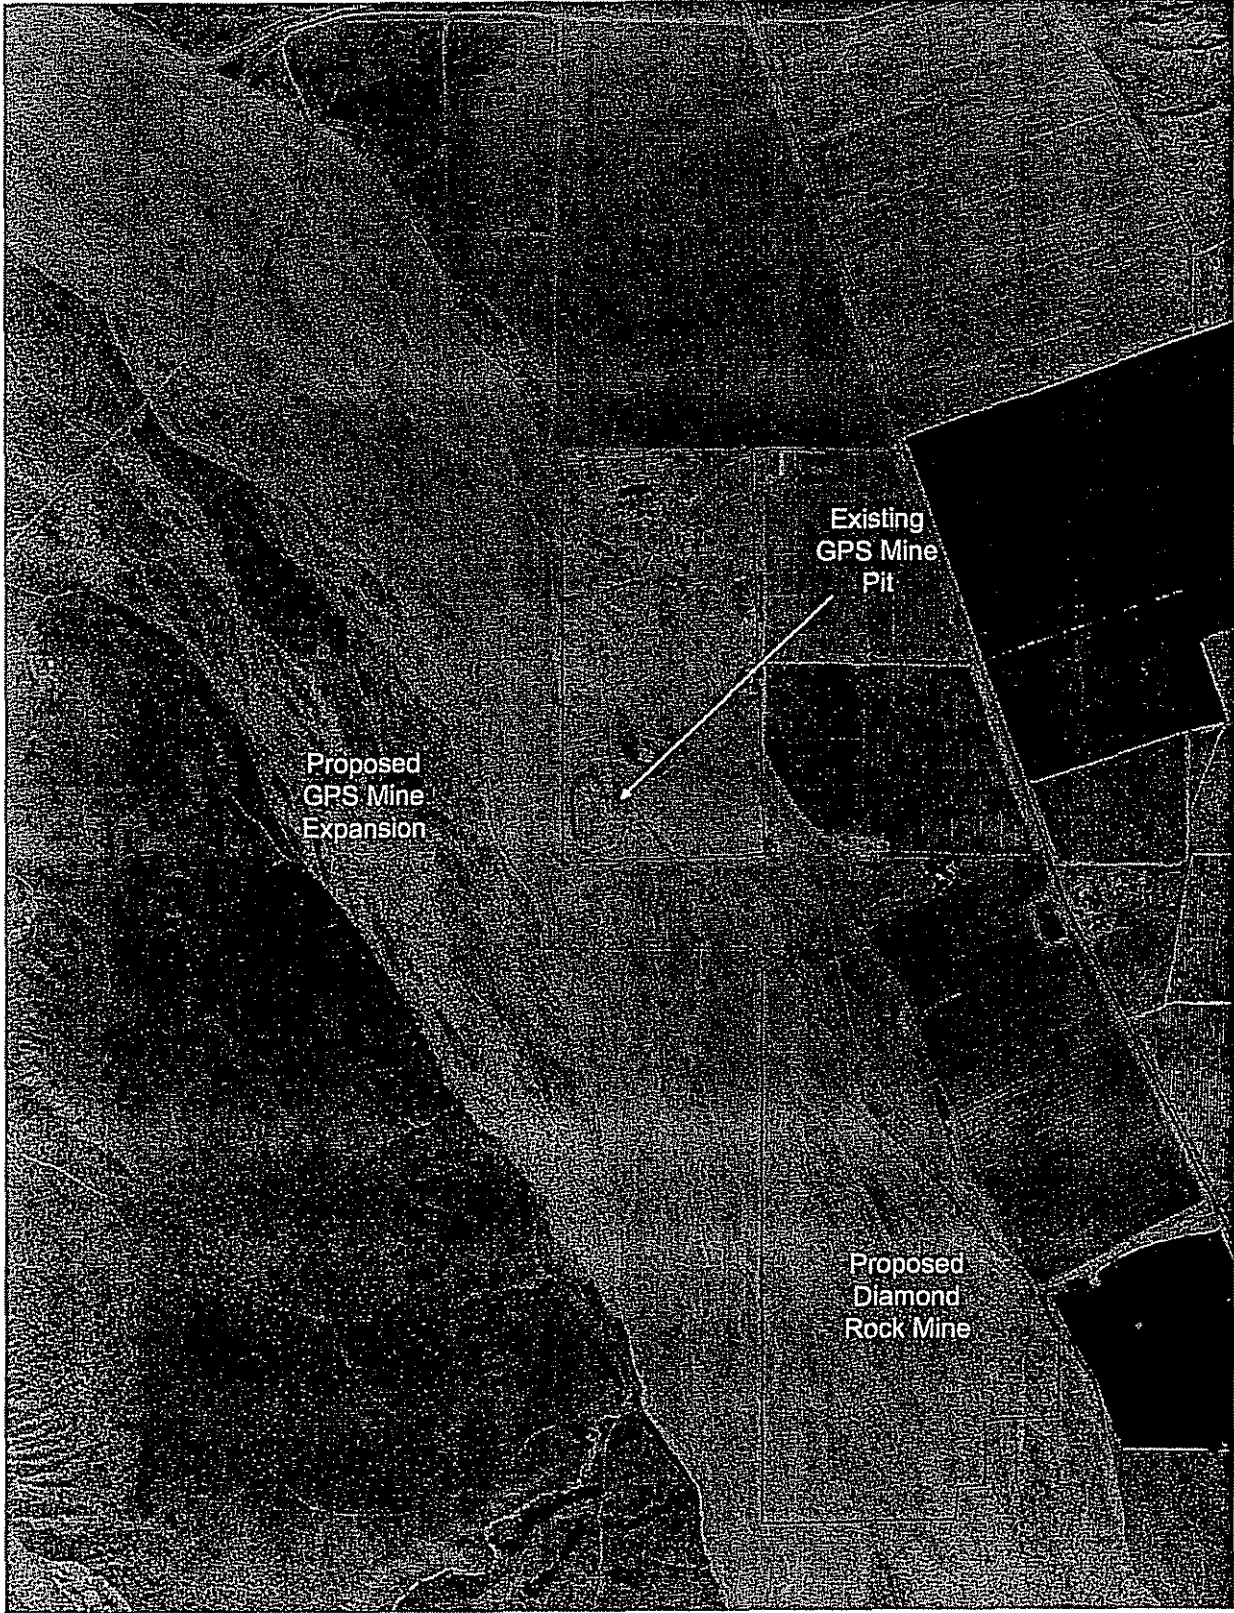 Existing
GPS Mine
Pit
Proposed
GPS Mine
Expansion
Proposed
Diamond
Rock Mine